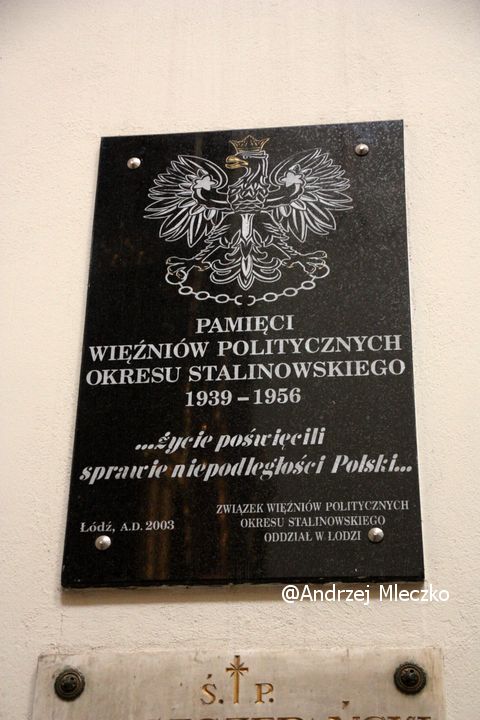 PAMIĘCI
WIĘŹNIÓW POLITYCZNYCH
OKRESU STALINOWSKIEGO
1939 – 1956
...życie poświęcili
sprawie niepodległości Polski...
ZWIĄZEK WIĘŹNIÓW POLITYCZNYCH
OKRESU STALINOWSKIEGO
ODDZIAŁ W ŁODZI
Łódź, A.D. 2003
@Andrzej Mleczko
Ś. P.